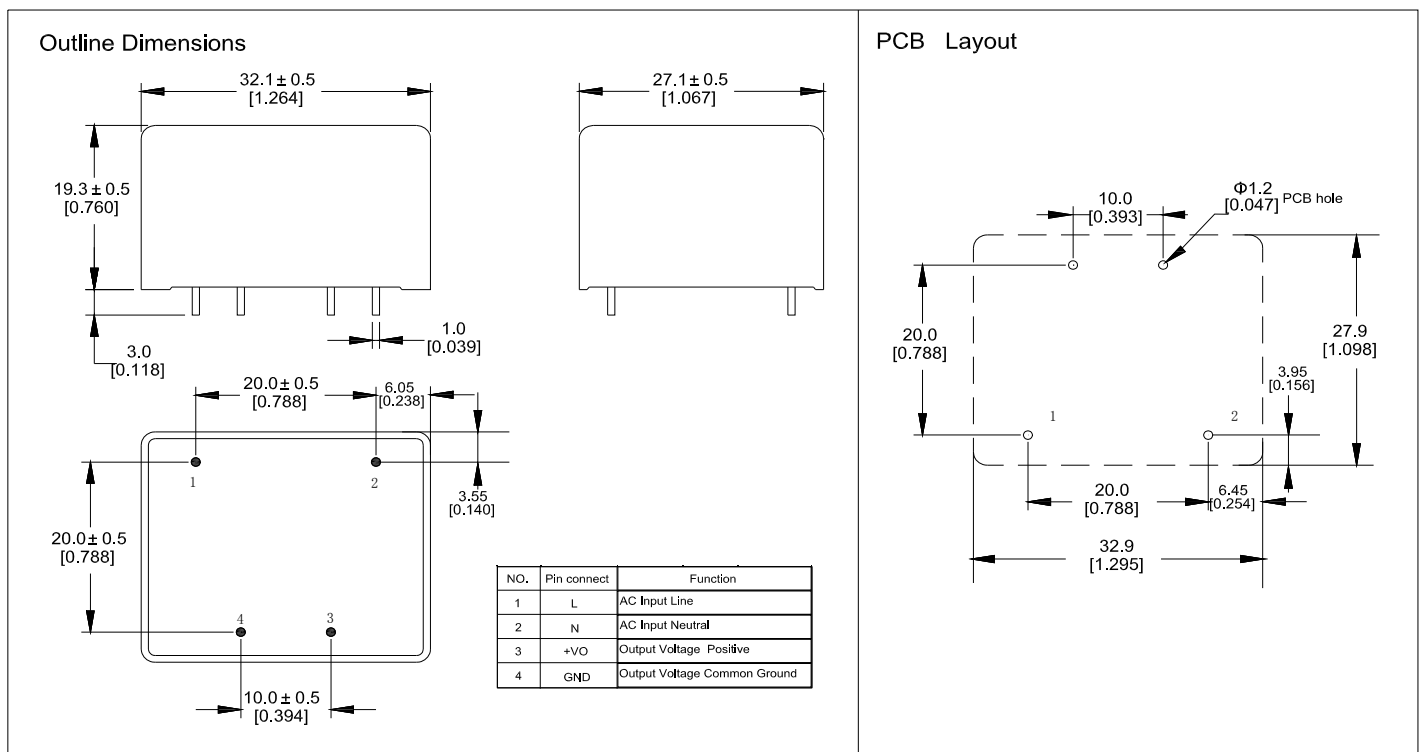 Outline Dimensions
32.1 ± 0.5
[1.264]
27.1 ± 0.5
[1.067]
19.3 ± 0.5
[0.760]
3.0
[0.118]
1.0
[0.039]
20.0 ± 0.5
[0.788]
6.05
[0.238]
1
2
3.55
[0.140]
20.0 ± 0.5
[0.788]
4
3
10.0 ± 0.5
[0.394]
NO. Pin connect Function
1 L AC Input Line
2 N AC Input Neutral
3 +VO Output Voltage Positive
4 GND Output Voltage Common Ground
PCB Layout
10.0
[0.393]
Φ1.2
[0.047] PCB hole
20.0
[0.788]
27.9
[1.098]
3.95
[0.156]
1
2
20.0
[0.788]
6.45
[0.254]
32.9
[1.295]